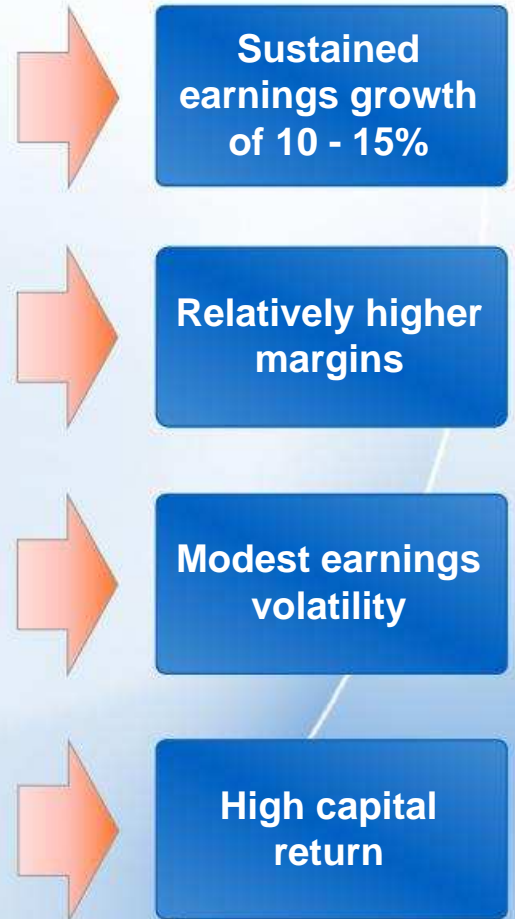 Sustained
earnings growth
of 10 - 15%
Relatively higher
margins
Modest earnings
volatility
High capital
return